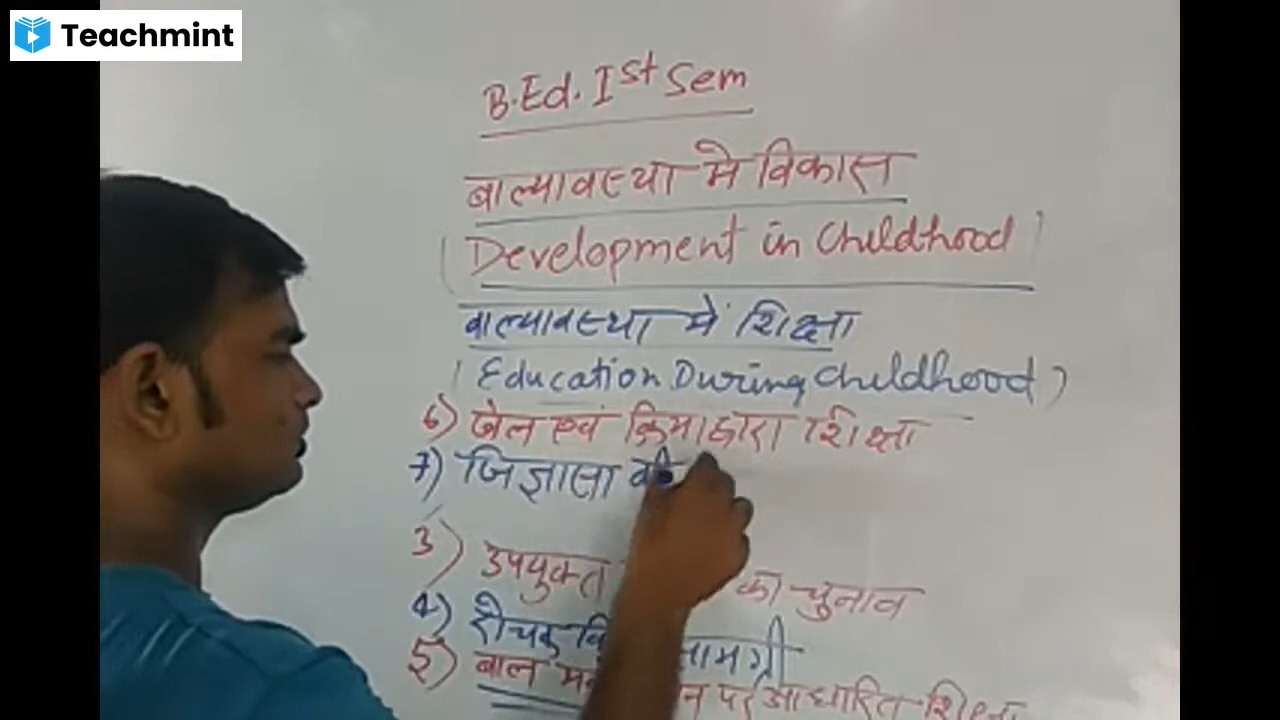 Teachmint
B.Ed. Ist Sem
बाल्यावस्था मे विकास
(Development in Childhood)
बाल्यावस्था में शिक्षा
(Education During Childhood)
6) खेल एवं क्रिया द्वारा शिक्षा
7) जिज्ञासा की
3) उपयुक्त का चुनाव
4) रोचक सामग्री
5) बाल पर आधारित शिक्षा